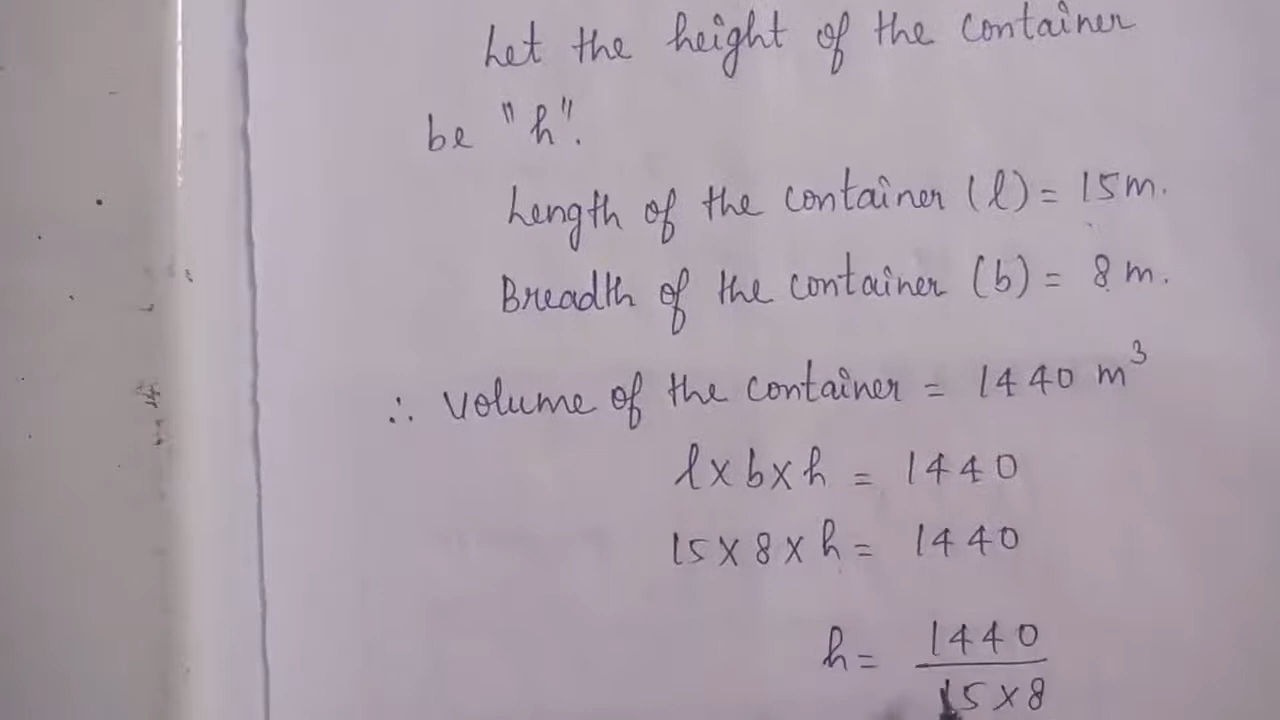 Let the height of the container
be "h".
Length of the container (l) = 15m.
Breadth of the container (b) = 8 m.
∴ Volume of the container = 1440 m³
l x b x h = 1440
15 x 8 x h = 1440
h = 1440
15 x 8